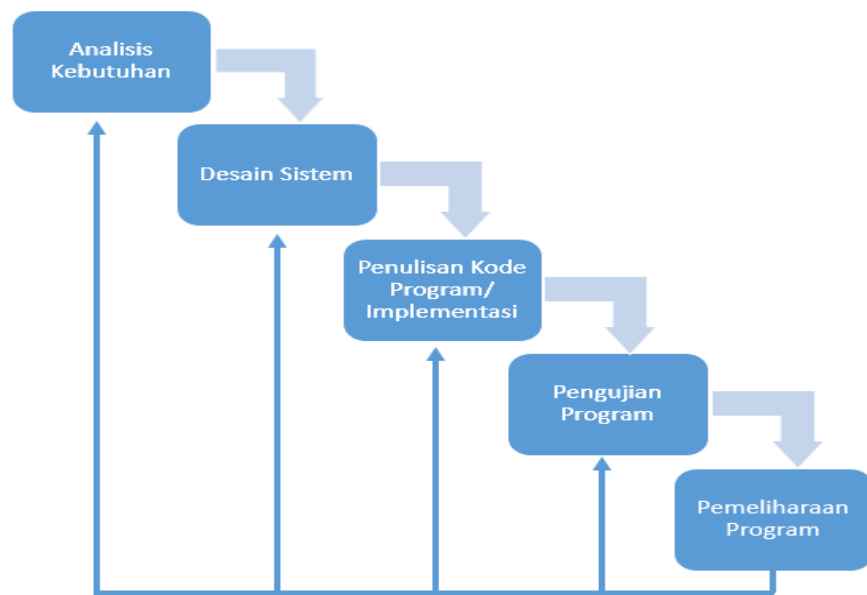 Analisis
Kebutuhan
Desain Sistem
Penulisan Kode
Program/
Implementasi
Pengujian
Program
Pemeliharaan
Program